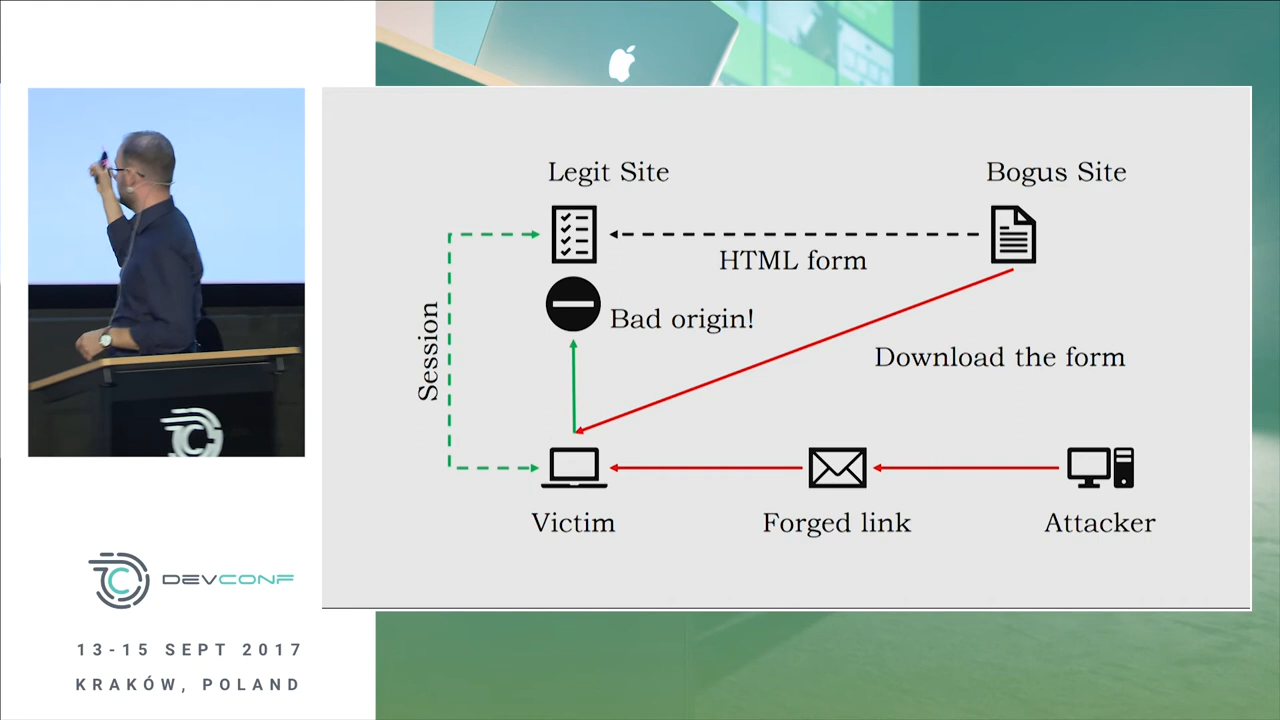 Legit Site
Bogus Site
HTML form
Bad origin!
Session
Download the form
Victim
Forged link
Attacker
DEVCONF
13-15 SEPT 2017
KRAKÓW, POLAND